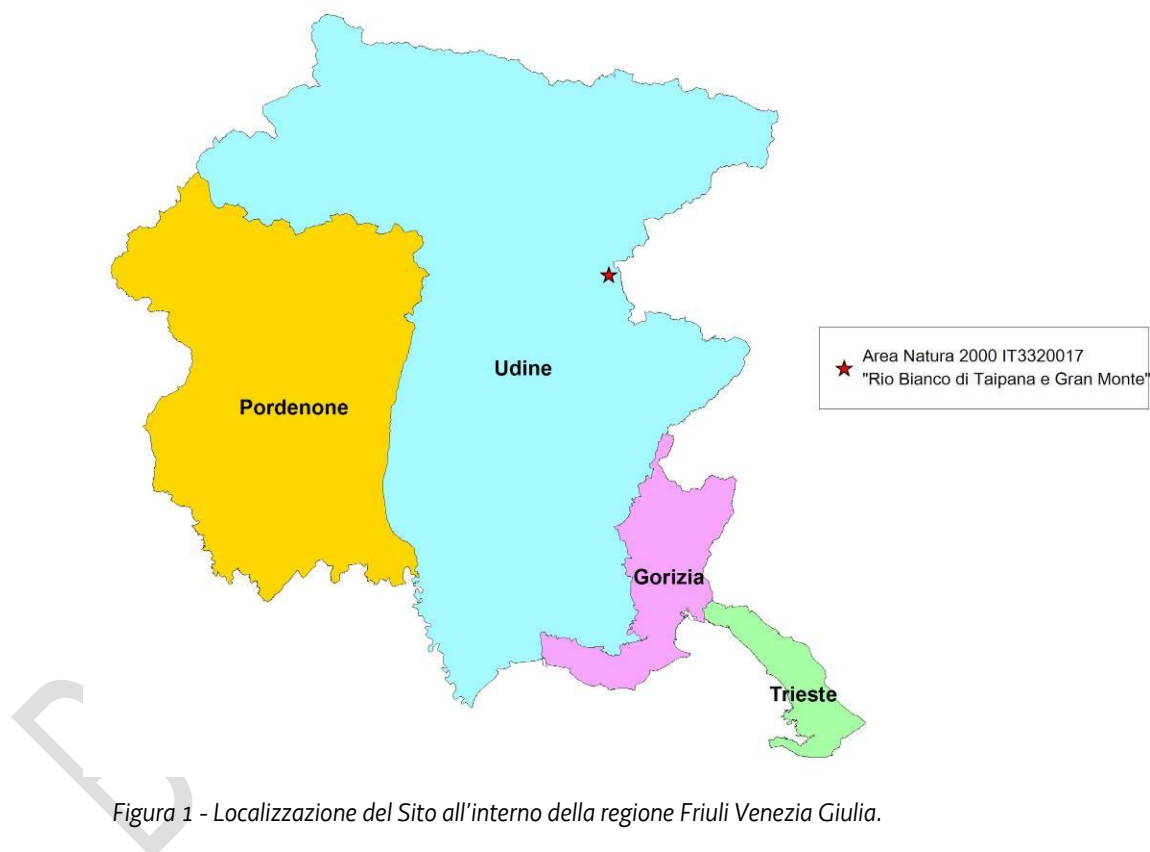 Udine
Pordenone
Gorizia
Trieste
Area Natura 2000 IT3320017
"Rio Bianco di Taipana e Gran Monte"
Figura 1 - Localizzazione del Sito all'interno della regione Friuli Venezia Giulia.